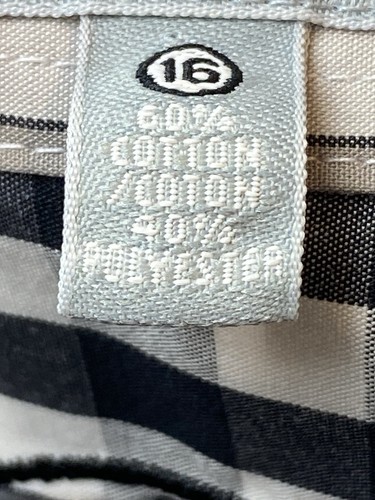 16
60%
COTTON
/COTON
40%
POLYESTER